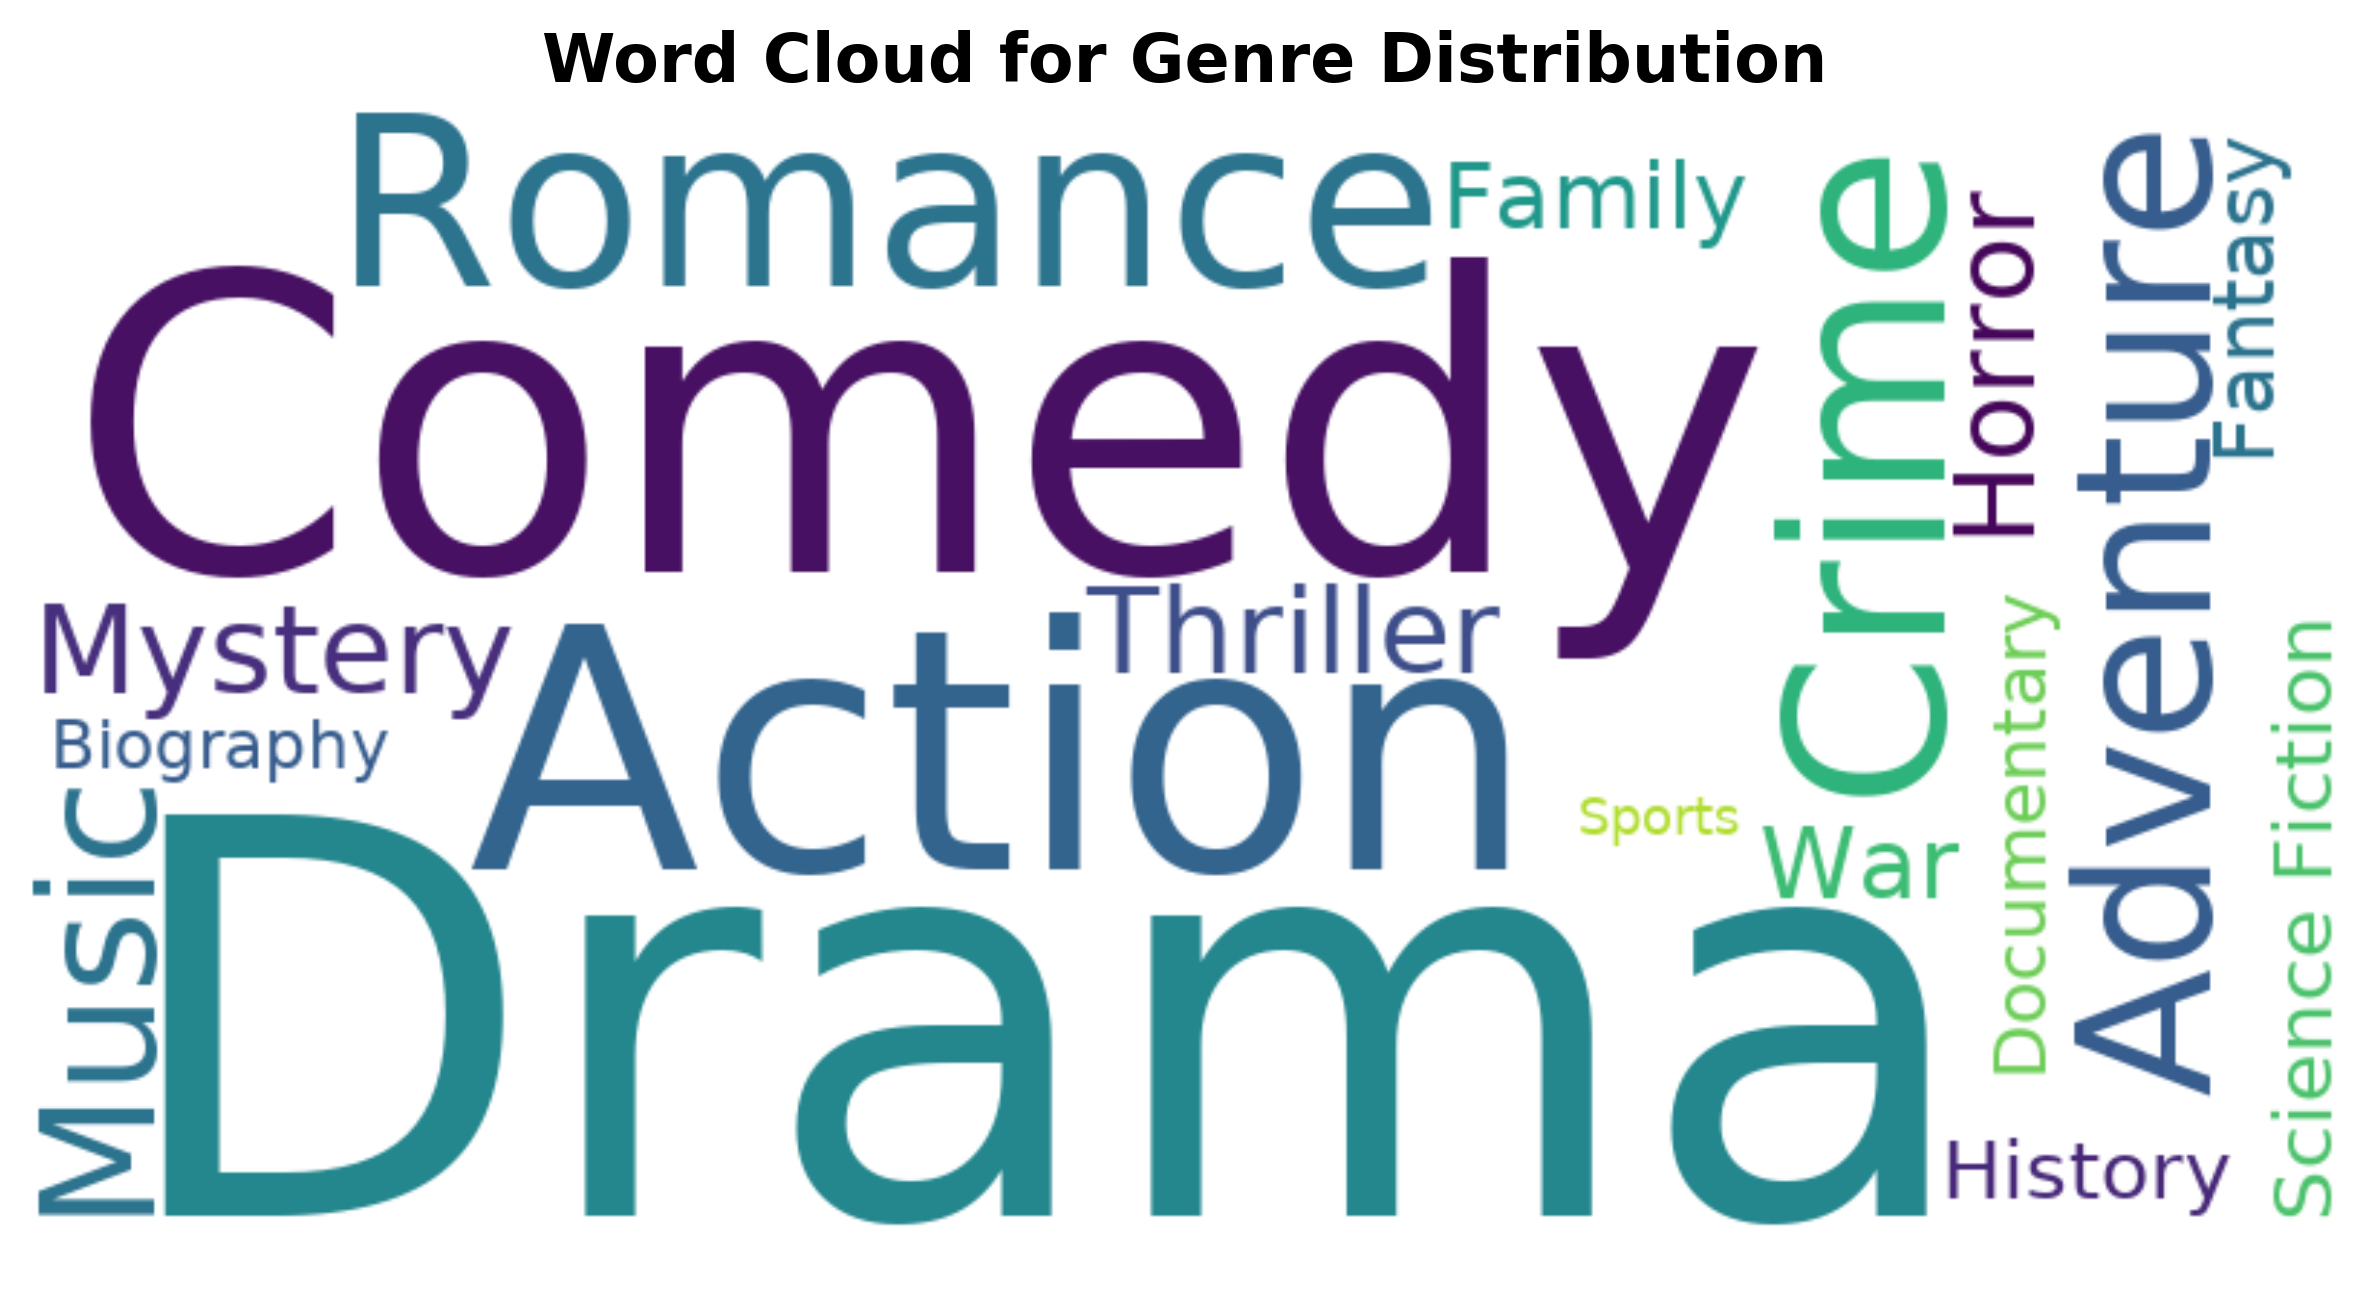 Word Cloud for Genre Distribution
Romance
Family
Comedy
Crime
Horror
Adventure
Fantasy
Mystery
Thriller
Action
Biography
Music
Drama
Sports
War
Documentary
Science Fiction
History